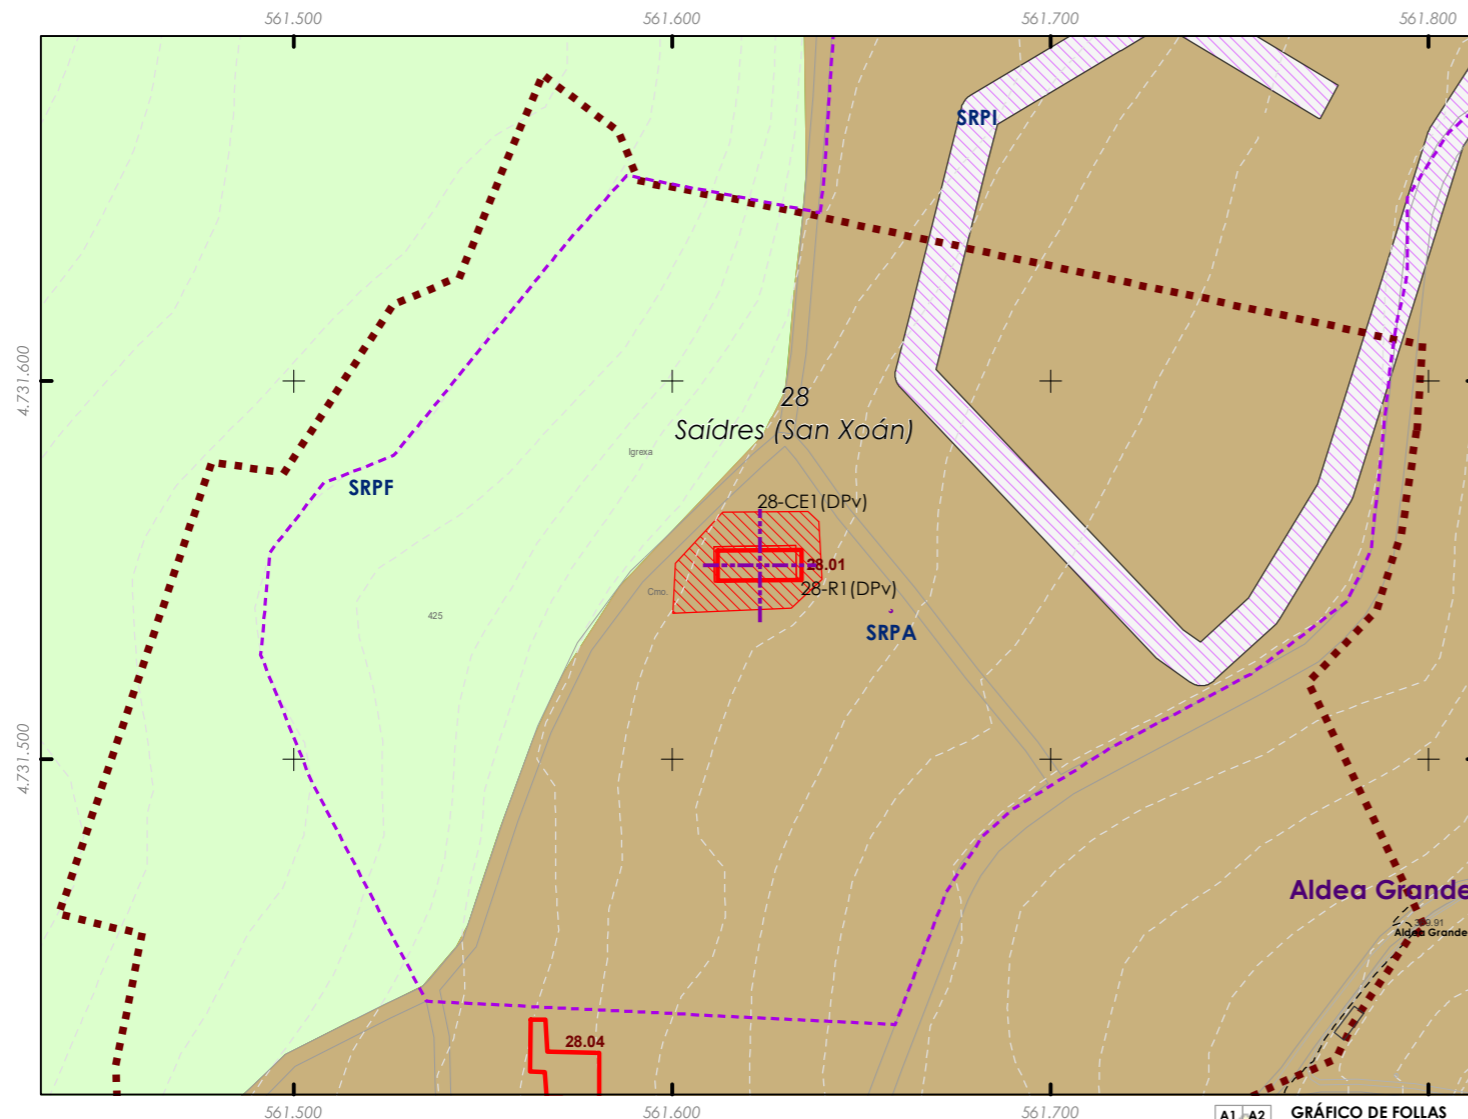 561.500 561.600 561.700 561.800
SRPI
4.731.600
28
Saídres (San Xoán)
Igrexa
SRPF
28-CE1(DPv)
28.01
28-R1(DPv)
Cmo.
425
SRPA
4.731.500
Aldea Grande
Aldea Grande
28.04
561.500 561.600 561.700
A1 A2 GRÁFICO DE FOLLAS